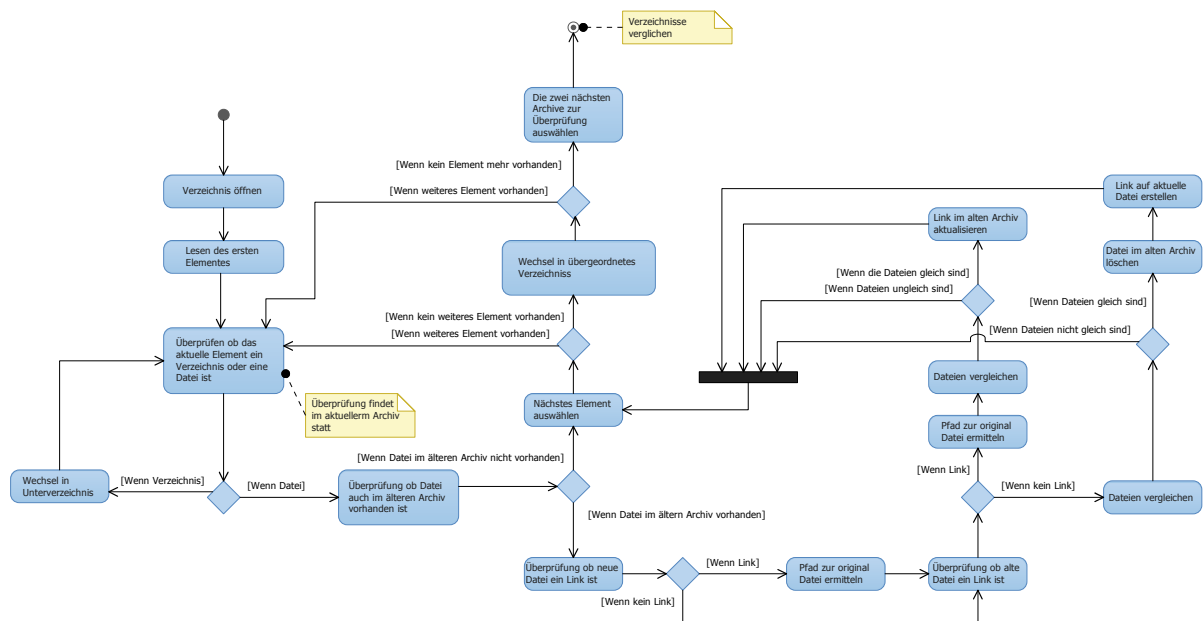 Verzeichnisse
verglichen
Die zwei nächsten
Archive zur
Überprüfung
auswählen
[Wenn kein Element mehr vorhanden]
[Wenn weiteres Element vorhanden]
Verzeichnis öffnen
Lesen des ersten
Elementes
Wechsel in übergeordnetes
Verzeichniss
[Wenn kein weiteres Element vorhanden]
[Wenn weiteres Element vorhanden]
Überprüfen ob das
aktuelle Element ein
Verzeichnis oder eine
Datei ist
Überprüfung findet
im aktuellerm Archiv
statt
Nächstes Element
auswählen
[Wenn Datei im älteren Archiv nicht vorhanden]
Wechsel in
Unterverzeichnis
[Wenn Verzeichnis]
[Wenn Datei]
Überprüfung ob Datei
auch im älteren Archiv
vorhanden ist
[Wenn Datei im ältern Archiv vorhanden]
Überprüfung ob neue
Datei ein Link ist
[Wenn Link]
[Wenn kein Link]
Pfad zur original
Datei ermitteln
Überprüfung ob alte
Datei ein Link ist
[Wenn Link]
[Wenn kein Link]
Pfad zur original
Datei ermitteln
Dateien vergleichen
Dateien vergleichen
[Wenn die Dateien gleich sind]
[Wenn Dateien ungleich sind]
Link im alten Archiv
aktualisieren
[Wenn Dateien gleich sind]
[Wenn Dateien nicht gleich sind]
Datei im alten Archiv
löschen
Link auf aktuelle
Datei erstellen